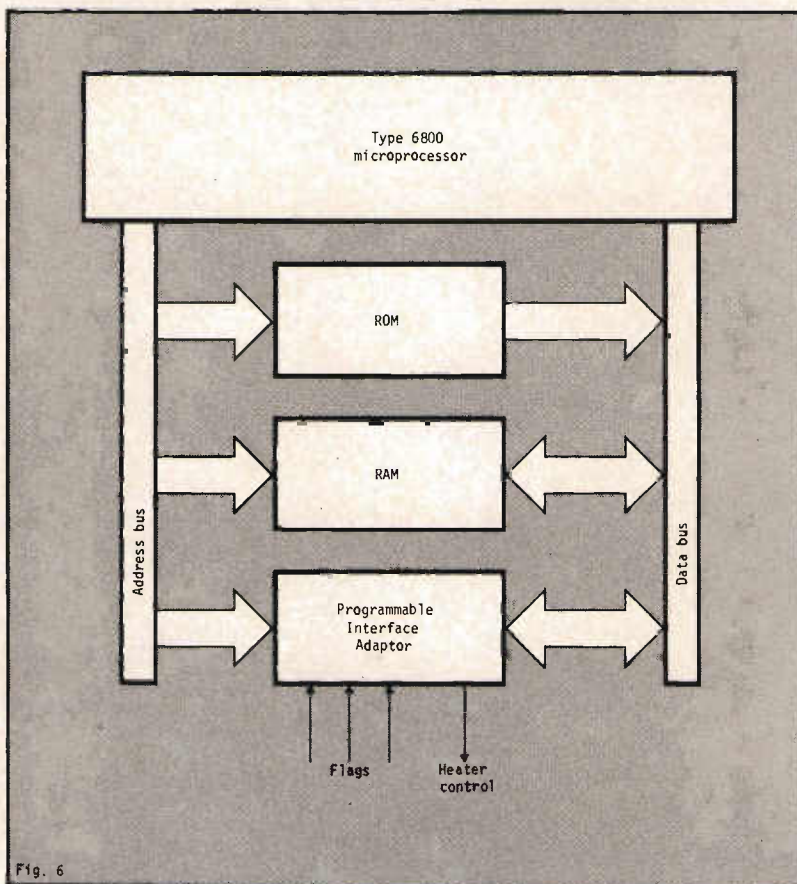 Type 6800
microprocessor
ROM
RAM
Address bus
Data bus
Programmable
Interface
Adaptor
Flags
Heater
control
Fig. 6